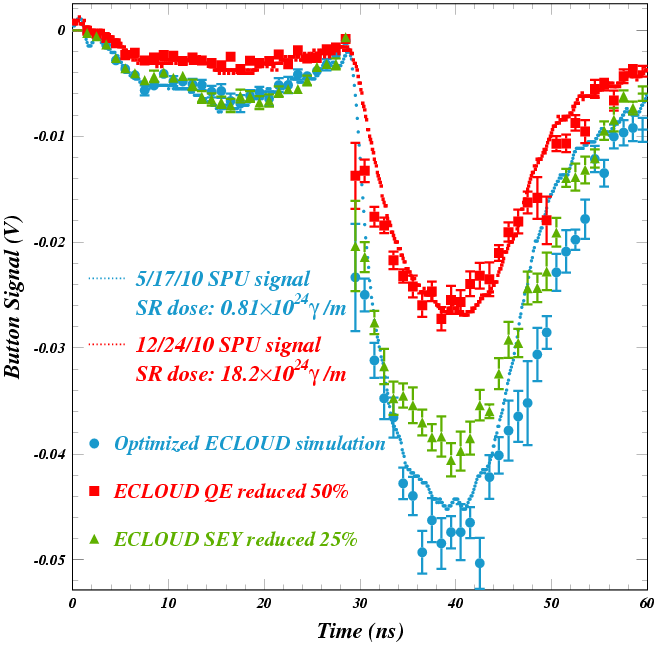 0
-0.01
-0.02
-0.03
-0.04
-0.05
Button Signal (V)
5/17/10 SPU signal
SR dose: 0.81×10²⁴γ/m
12/24/10 SPU signal
SR dose: 18.2×10²⁴γ/m
Optimized ECLOUD simulation
ECLOUD QE reduced 50%
ECLOUD SEY reduced 25%
0 10 20 30 40 50 60
Time (ns)